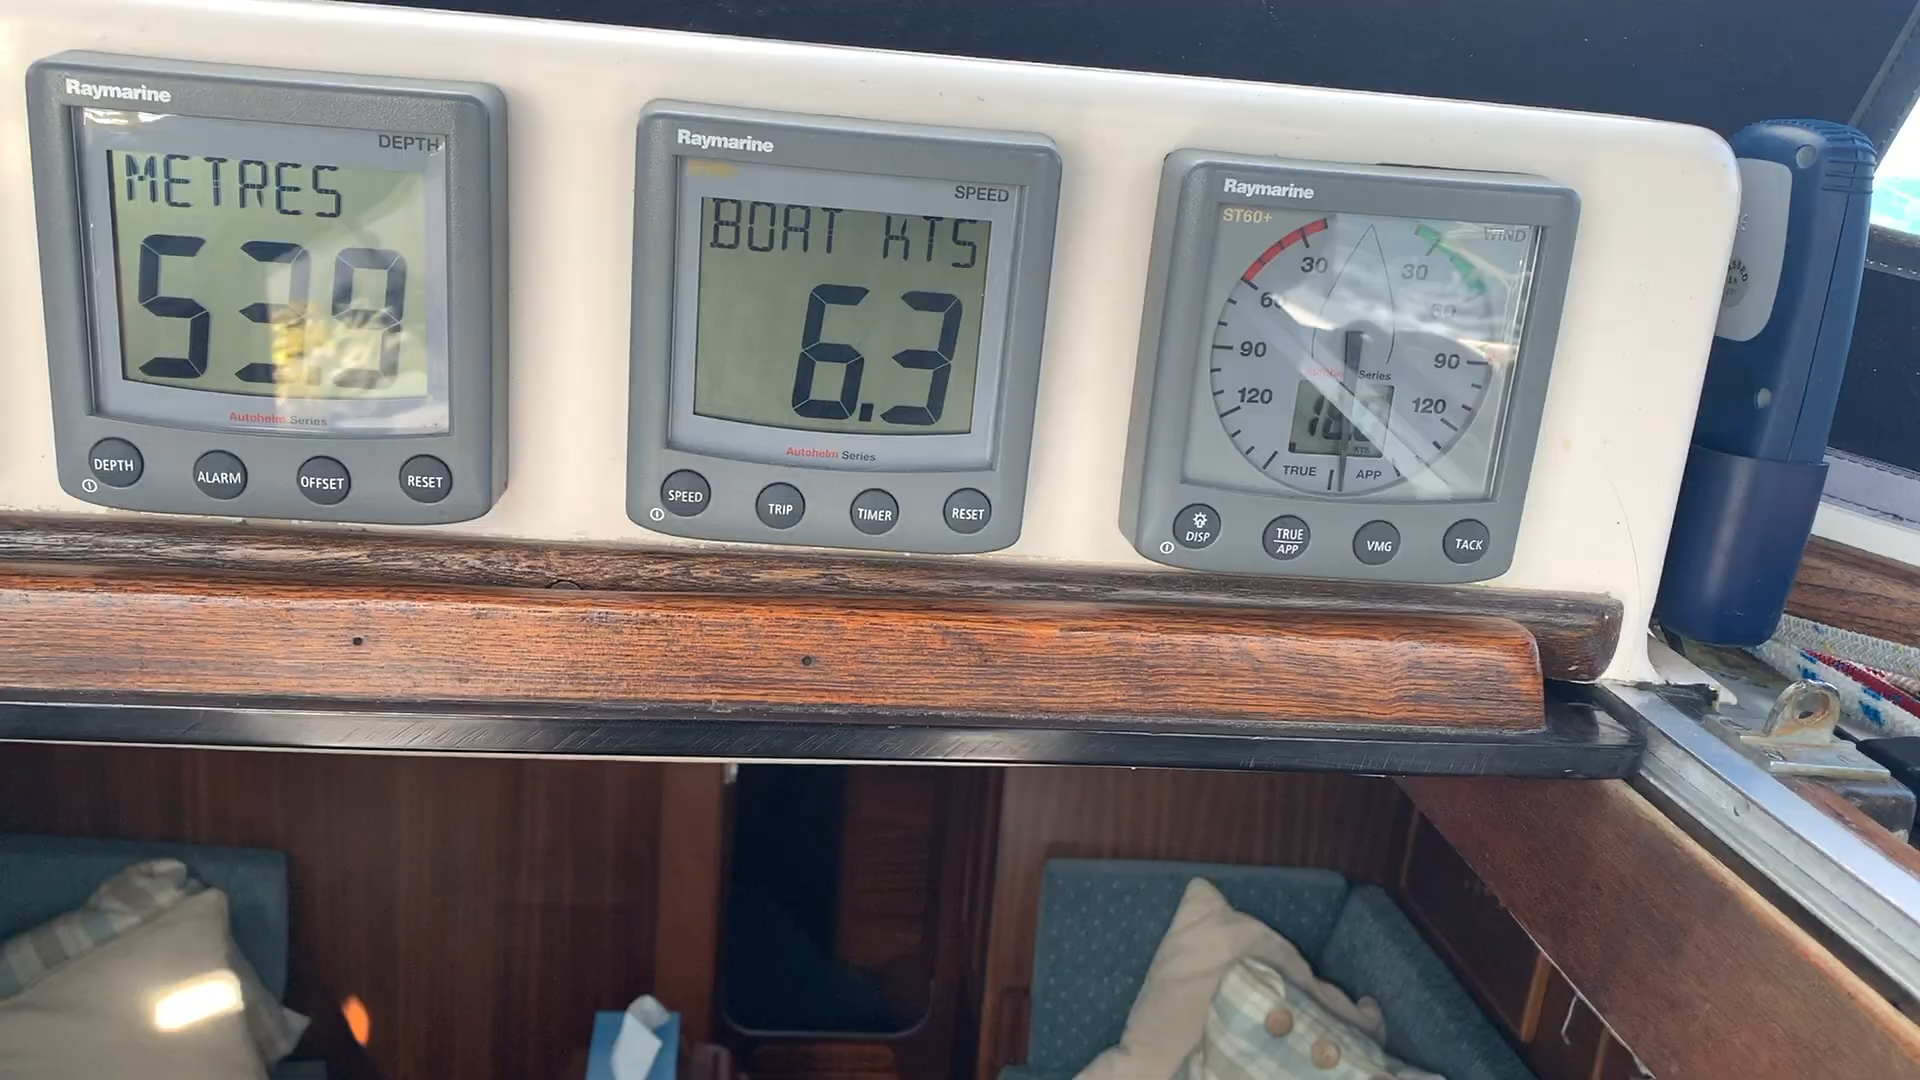 Raymarine
DEPTH
METRES
53.9
Autohelm Series
DEPTH
ALARM
OFFSET
RESET
Raymarine
SPEED
BOAT KTS
6.3
Autohelm Series
SPEED
TRIP
TIMER
RESET
Raymarine
ST60+
WIND
30 30
60 60
90 90
Series
120 120
KTS
TRUE APP
DISP
TRUE
APP
VMG
TACK